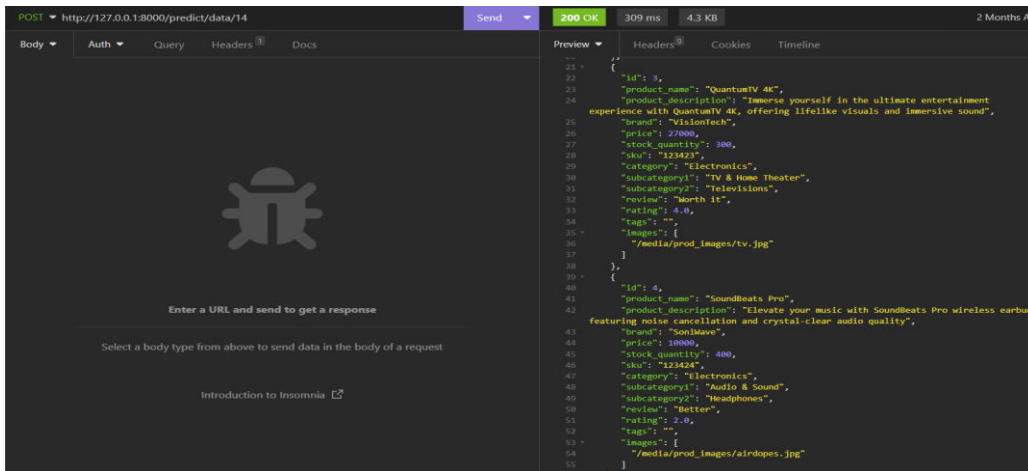 POST http://127.0.0.1:8000/predict/data/14
Send
200 OK 309 ms 4.3 KB 2 Months A
Body Auth Query Headers 1 Docs
Preview Headers 9 Cookies Timeline
21 {
22 "id": 3,
23 "product_name": "QuantumTV 4K",
24 "product_description": "Immerse yourself in the ultimate entertainment
experience with QuantumTV 4K, offering lifelike visuals and immersive sound",
25 "brand": "VisionTech",
26 "price": 27000,
27 "stock_quantity": 300,
28 "sku": "123423",
29 "category": "Electronics",
30 "subcategory1": "TV & Home Theater",
31 "subcategory2": "Televisions",
32 "review": "Worth it",
33 "rating": 4.0,
34 "tags": "",
35 "images": [
36 "/media/prod_images/tv.jpg"
37 ]
38 },
39 {
40 "id": 4,
41 "product_name": "SoundBeats Pro",
42 "product_description": "Elevate your music with SoundBeats Pro wireless earbu
featuring noise cancellation and crystal-clear audio quality",
43 "brand": "SoniWave",
44 "price": 10000,
45 "stock_quantity": 400,
46 "sku": "123424",
47 "category": "Electronics",
48 "subcategory1": "Audio & Sound",
49 "subcategory2": "Headphones",
50 "review": "Better",
51 "rating": 2.0,
52 "tags": "",
53 "images": [
54 "/media/prod_images/airdopes.jpg"
55 ]
Enter a URL and send to get a response
Select a body type from above to send data in the body of a request
Introduction to Insomnia